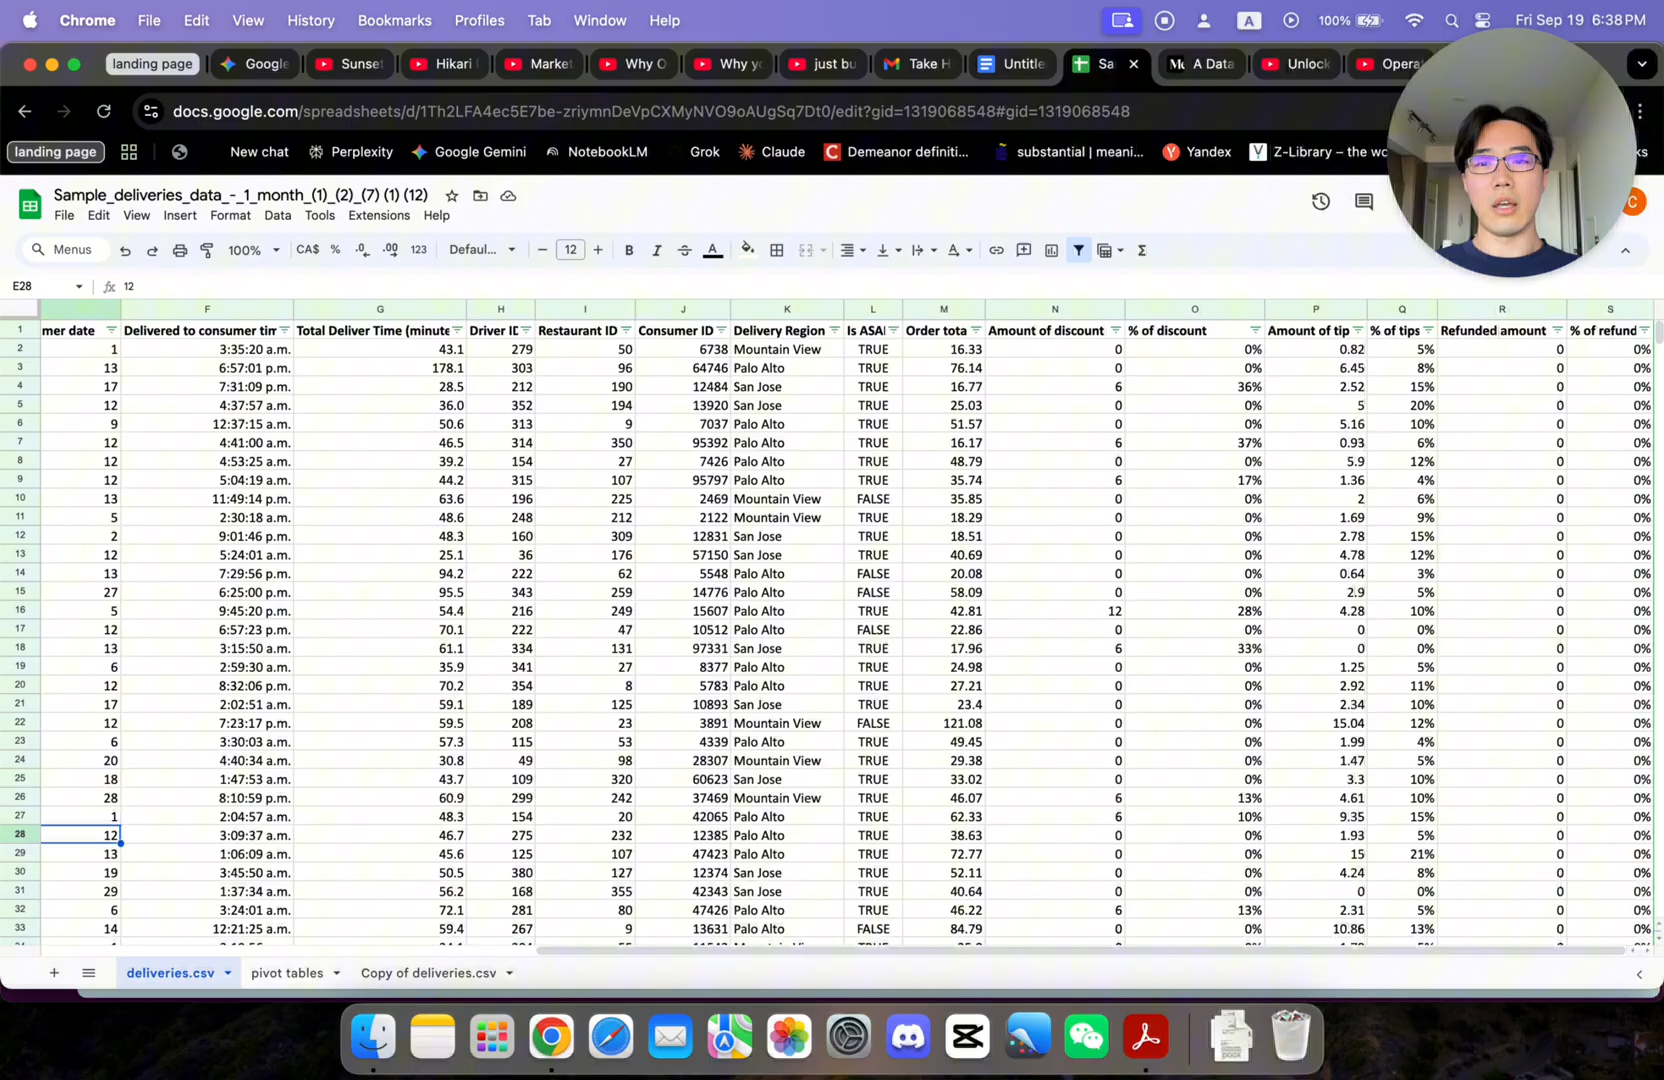 Chrome File Edit View History Bookmarks Profiles Tab Window Help A 100% Fri Sep 19 6:38 PM
landing page Google Sunset Hikari Market Why O Why yo just bu Take H Untitle Sa A Data Unlock Opera
docs.google.com/spreadsheets/d/1Th2LFA4ec5E7be-zriymnDeVpCXMyNVO9oAUgSq7Dt0/edit?gid=1319068548#gid=1319068548
landing page New chat Perplexity Google Gemini NotebookLM Grok Claude Demeanor definiti... substantial | meani... Yandex Z-Library – the wo ks
Sample_deliveries_data_-_1_month_(1)_(2)_(7) (1) (12)
File Edit View Insert Format Data Tools Extensions Help C
Menus 100% CA$ % .0 .00 123 Defaul... 12 B I A
E28 fx 12
F G H I J K L M N O P Q R S
1 mer date Delivered to consumer tim Total Deliver Time (minute Driver ID Restaurant ID Consumer ID Delivery Region Is ASAP Order tota Amount of discount % of discount Amount of tip % of tips Refunded amount % of refund
2 1 3:35:20 a.m. 43.1 279 50 6738 Mountain View TRUE 16.33 0 0% 0.82 5% 0 0%
3 13 6:57:01 p.m. 178.1 303 96 64746 Palo Alto TRUE 76.14 0 0% 6.45 8% 0 0%
4 17 7:31:09 p.m. 28.5 212 190 12484 San Jose TRUE 16.77 6 36% 2.52 15% 0 0%
5 12 4:37:57 a.m. 36.0 352 194 13920 San Jose TRUE 25.03 0 0% 5 20% 0 0%
6 9 12:37:15 a.m. 50.6 313 9 7037 Palo Alto TRUE 51.57 0 0% 5.16 10% 0 0%
7 12 4:41:00 a.m. 46.5 314 350 95392 Palo Alto TRUE 16.17 6 37% 0.93 6% 0 0%
8 12 4:53:25 a.m. 39.2 154 27 7426 Palo Alto TRUE 48.79 0 0% 5.9 12% 0 0%
9 12 5:04:19 a.m. 44.2 315 107 95797 Palo Alto TRUE 35.74 6 17% 1.36 4% 0 0%
10 13 11:49:14 p.m. 63.6 196 225 2469 Mountain View FALSE 35.85 0 0% 2 6% 0 0%
11 5 2:30:18 a.m. 48.6 248 212 2122 Mountain View TRUE 18.29 0 0% 1.69 9% 0 0%
12 2 9:01:46 p.m. 48.3 160 309 12831 San Jose TRUE 18.51 0 0% 2.78 15% 0 0%
13 12 5:24:01 a.m. 25.1 36 176 57150 San Jose TRUE 40.69 0 0% 4.78 12% 0 0%
14 13 7:29:56 p.m. 94.2 222 62 5548 Palo Alto FALSE 20.08 0 0% 0.64 3% 0 0%
15 27 6:25:00 p.m. 95.5 343 259 14776 Palo Alto FALSE 58.09 0 0% 2.9 5% 0 0%
16 5 9:45:20 p.m. 54.4 216 249 15607 Palo Alto TRUE 42.81 12 28% 4.28 10% 0 0%
17 12 6:57:23 p.m. 70.1 222 47 10512 Palo Alto FALSE 22.86 0 0% 0 0% 0 0%
18 13 3:15:50 a.m. 61.1 334 131 97331 San Jose TRUE 17.96 6 33% 0 0% 0 0%
19 6 2:59:30 a.m. 35.9 341 27 8377 Palo Alto TRUE 24.98 0 0% 1.25 5% 0 0%
20 12 8:32:06 p.m. 70.2 354 8 5783 Palo Alto TRUE 27.21 0 0% 2.92 11% 0 0%
21 17 2:02:51 a.m. 59.1 189 125 10893 San Jose TRUE 23.4 0 0% 2.34 10% 0 0%
22 12 7:23:17 p.m. 59.5 208 23 3891 Mountain View FALSE 121.08 0 0% 15.04 12% 0 0%
23 6 3:30:03 a.m. 57.3 115 53 4339 Palo Alto TRUE 49.45 0 0% 1.99 4% 0 0%
24 20 4:40:34 a.m. 30.8 49 98 28307 Mountain View TRUE 29.38 0 0% 1.47 5% 0 0%
25 18 1:47:53 a.m. 43.7 109 320 60623 San Jose TRUE 33.02 0 0% 3.3 10% 0 0%
26 28 8:10:59 p.m. 60.9 299 242 37469 Mountain View TRUE 46.07 6 13% 4.61 10% 0 0%
27 1 2:04:57 a.m. 48.3 154 20 42065 Palo Alto TRUE 62.33 6 10% 9.35 15% 0 0%
28 12 3:09:37 a.m. 46.7 275 232 12385 Palo Alto TRUE 38.63 0 0% 1.93 5% 0 0%
29 13 1:06:09 a.m. 45.6 125 107 47423 Palo Alto TRUE 72.77 0 0% 15 21% 0 0%
30 19 3:45:50 a.m. 50.5 380 127 12374 San Jose TRUE 52.11 0 0% 4.24 8% 0 0%
31 29 1:37:34 a.m. 56.2 168 355 42343 San Jose TRUE 40.64 0 0% 0 0% 0 0%
32 6 3:24:01 a.m. 72.1 281 80 47426 Palo Alto TRUE 46.22 6 13% 2.31 5% 0 0%
33 14 12:21:25 a.m. 59.4 267 9 13631 Palo Alto FALSE 84.79 0 0% 10.86 13% 0 0%
deliveries.csv pivot tables Copy of deliveries.csv